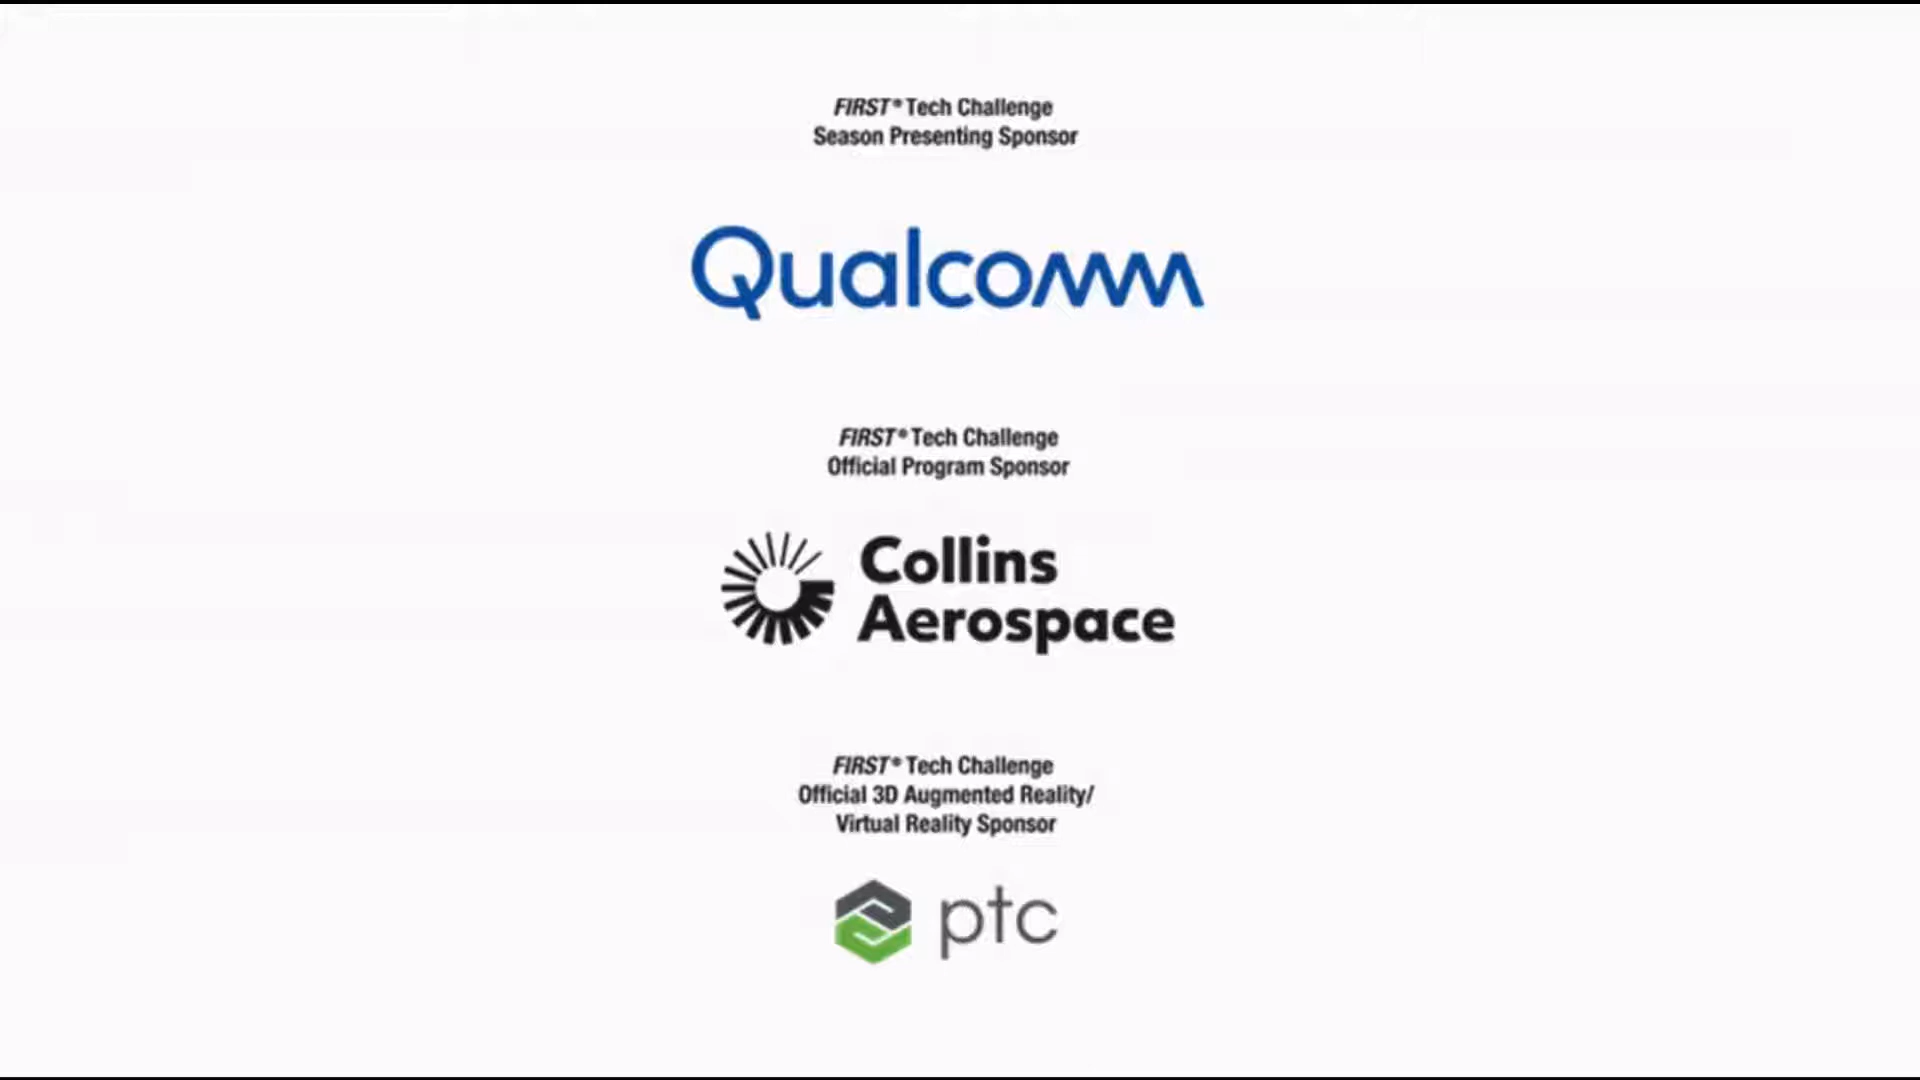 FIRST® Tech Challenge
Season Presenting Sponsor
Qualcomm
FIRST® Tech Challenge
Official Program Sponsor
Collins
Aerospace
FIRST® Tech Challenge
Official 3D Augmented Reality/
Virtual Reality Sponsor
ptc